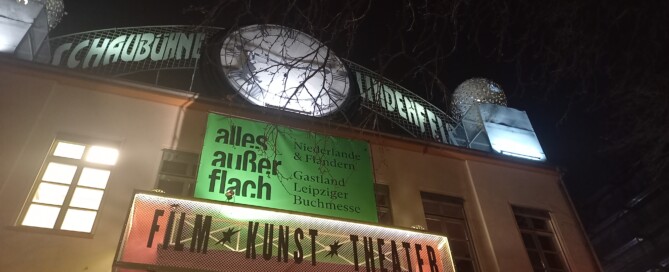 SCHAUBÜHNE LINDENFELS
alles
außer
flach
Niederlande
& Flandern
Gastland
Leipziger
Buchmesse
FILM * KUNST * THEATER